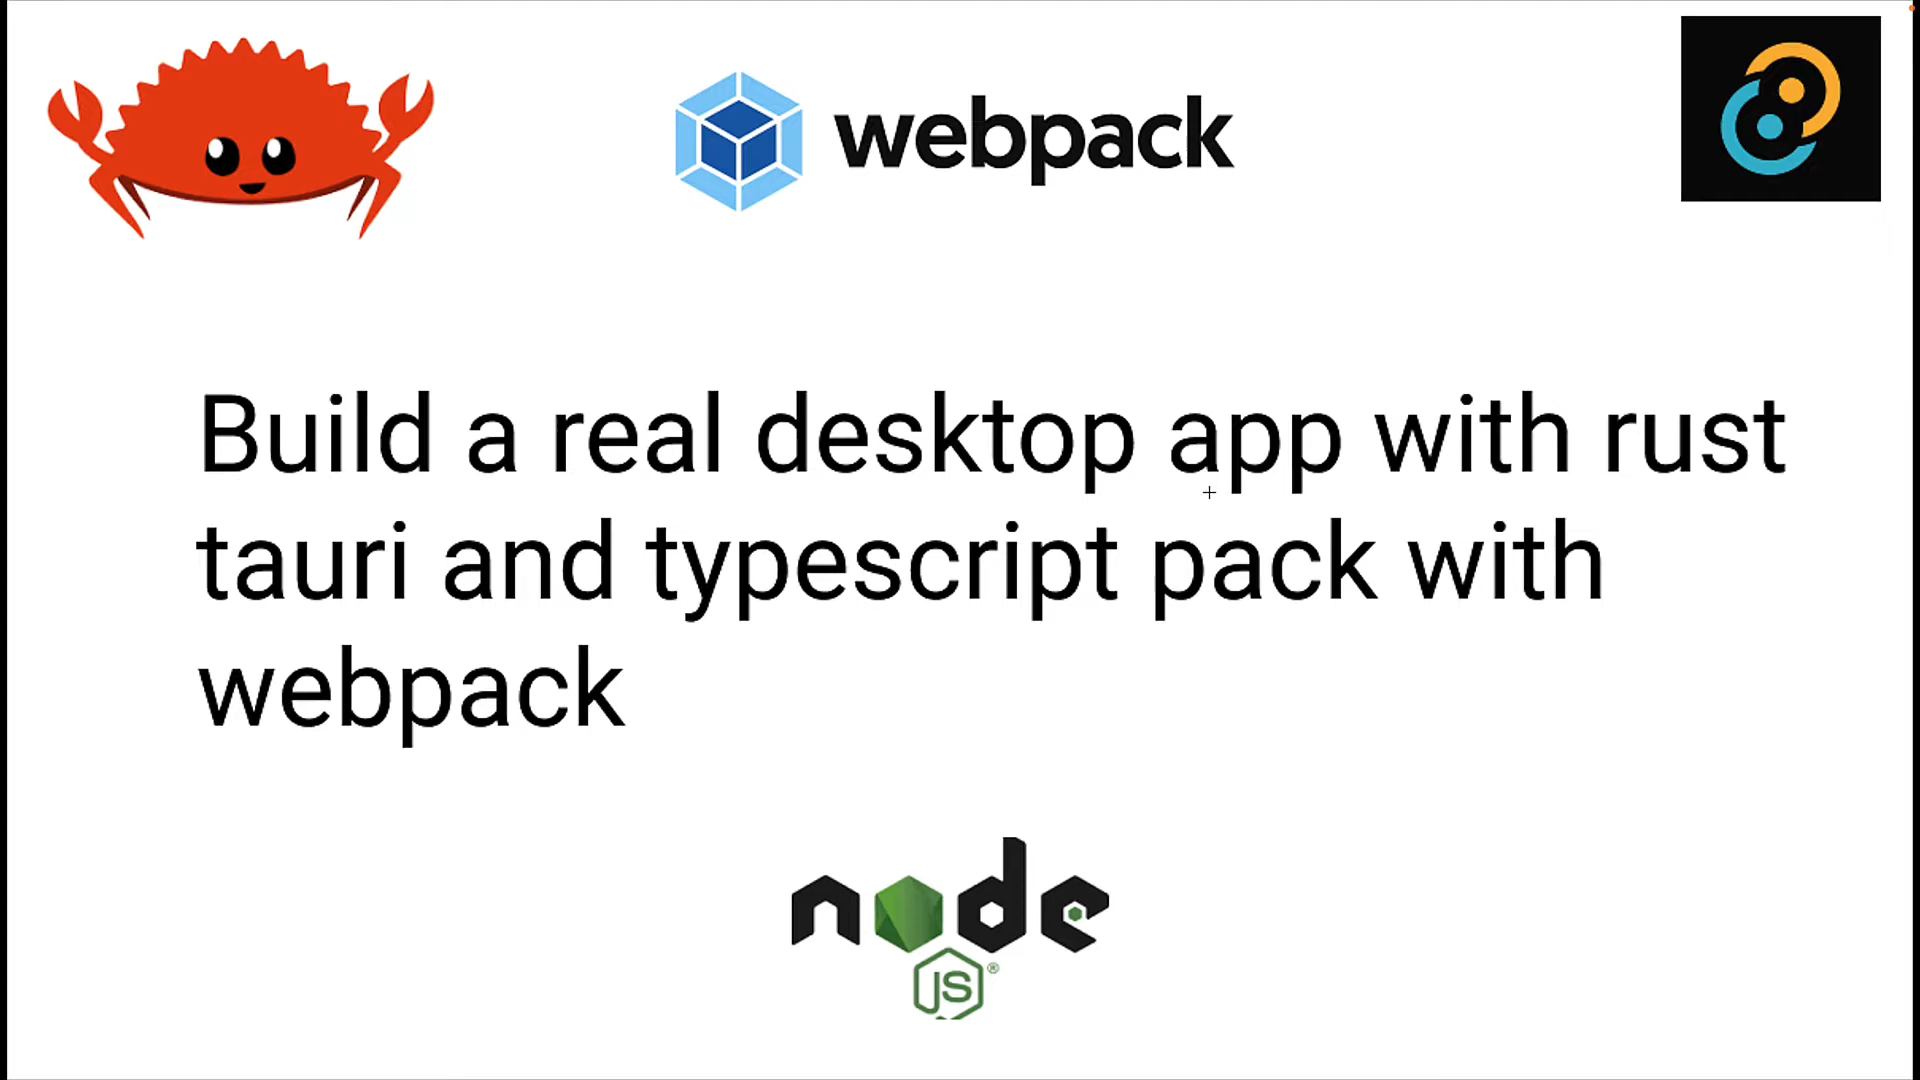 webpack
Build a real desktop app with rust
tauri and typescript pack with
webpack
node
JS®